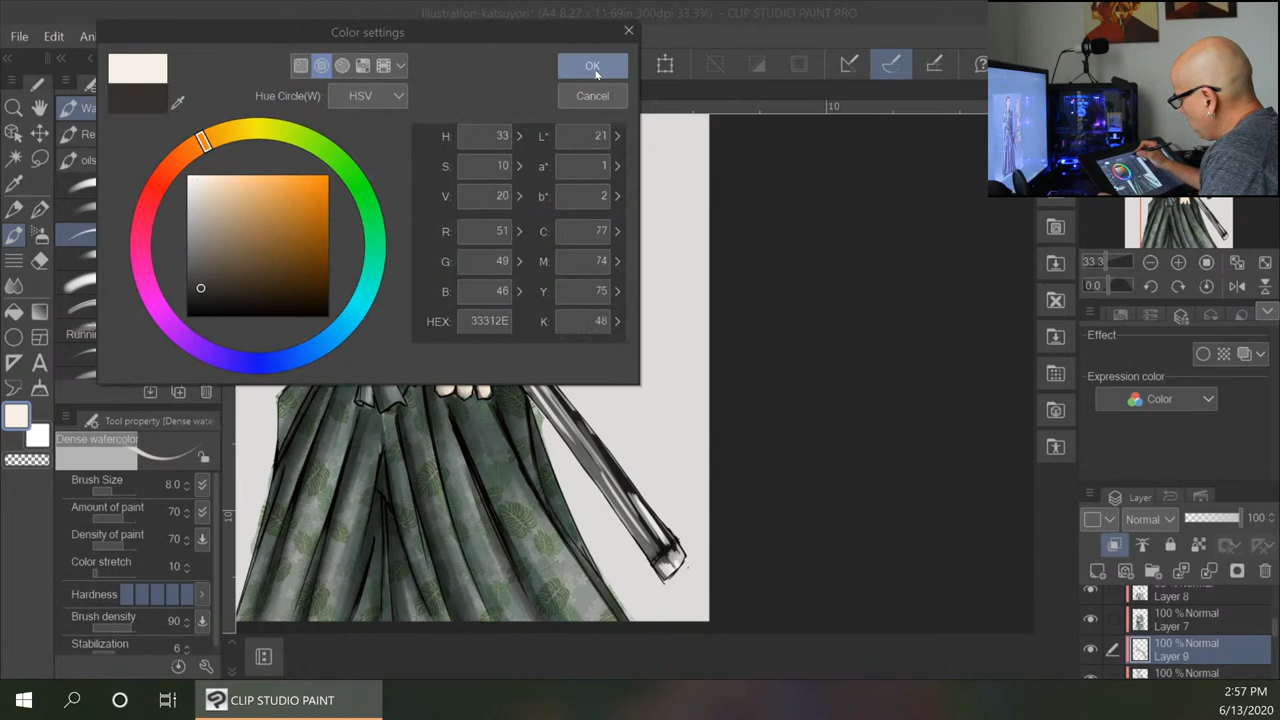 Illustration-katsuyori* (A4 8.27 x 11.69in 300dpi 33.3%) - CLIP STUDIO PAINT PRO
File Edit Ani
Color settings
OK
Hue Circle(W) HSV Cancel
H: 33 L* 21
S: 10 a* 1
V: 20 b* 2
R: 51 C: 77
G: 49 M: 74
B: 46 Y: 75
HEX: 33312E K: 48
10
Wa
Re
oils
Running
Tool property [Dense wate
Dense watercolor
Brush Size 8.0
Amount of paint 70
Density of paint 70
Color stretch 10
Hardness
Brush density 90
Stabilization 6
10
33.3
0.0
Effect
Expression color
Color
Layer
Normal 100
Layer 8
100 % Normal
Layer 7
100 % Normal
Layer 9
100 % Normal
CLIP STUDIO PAINT
2:57 PM
6/13/2020